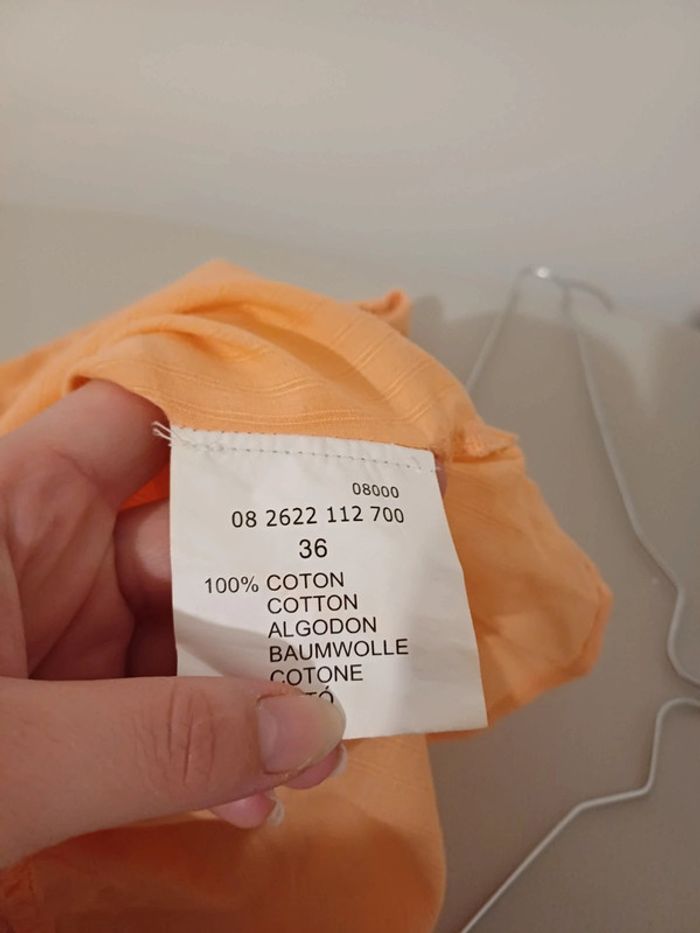 08000
08 2622 112 700
36
100% COTON
COTTON
ALGODON
BAUMWOLLE
COTONE